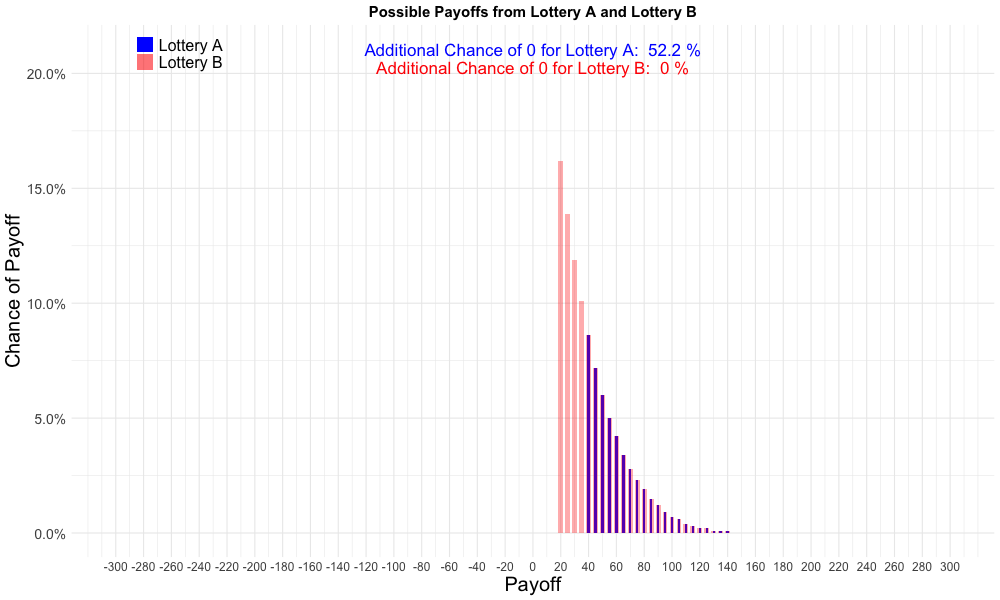 Possible Payoffs from Lottery A and Lottery B
Lottery A
Lottery B
Additional Chance of 0 for Lottery A:  52.2 %
Additional Chance of 0 for Lottery B:  0 %
Chance of Payoff
20.0%
15.0%
10.0%
5.0%
0.0%
-300 -280 -260 -240 -220 -200 -180 -160 -140 -120 -100 -80 -60 -40 -20 0 20 40 60 80 100 120 140 160 180 200 220 240 260 280 300
Payoff